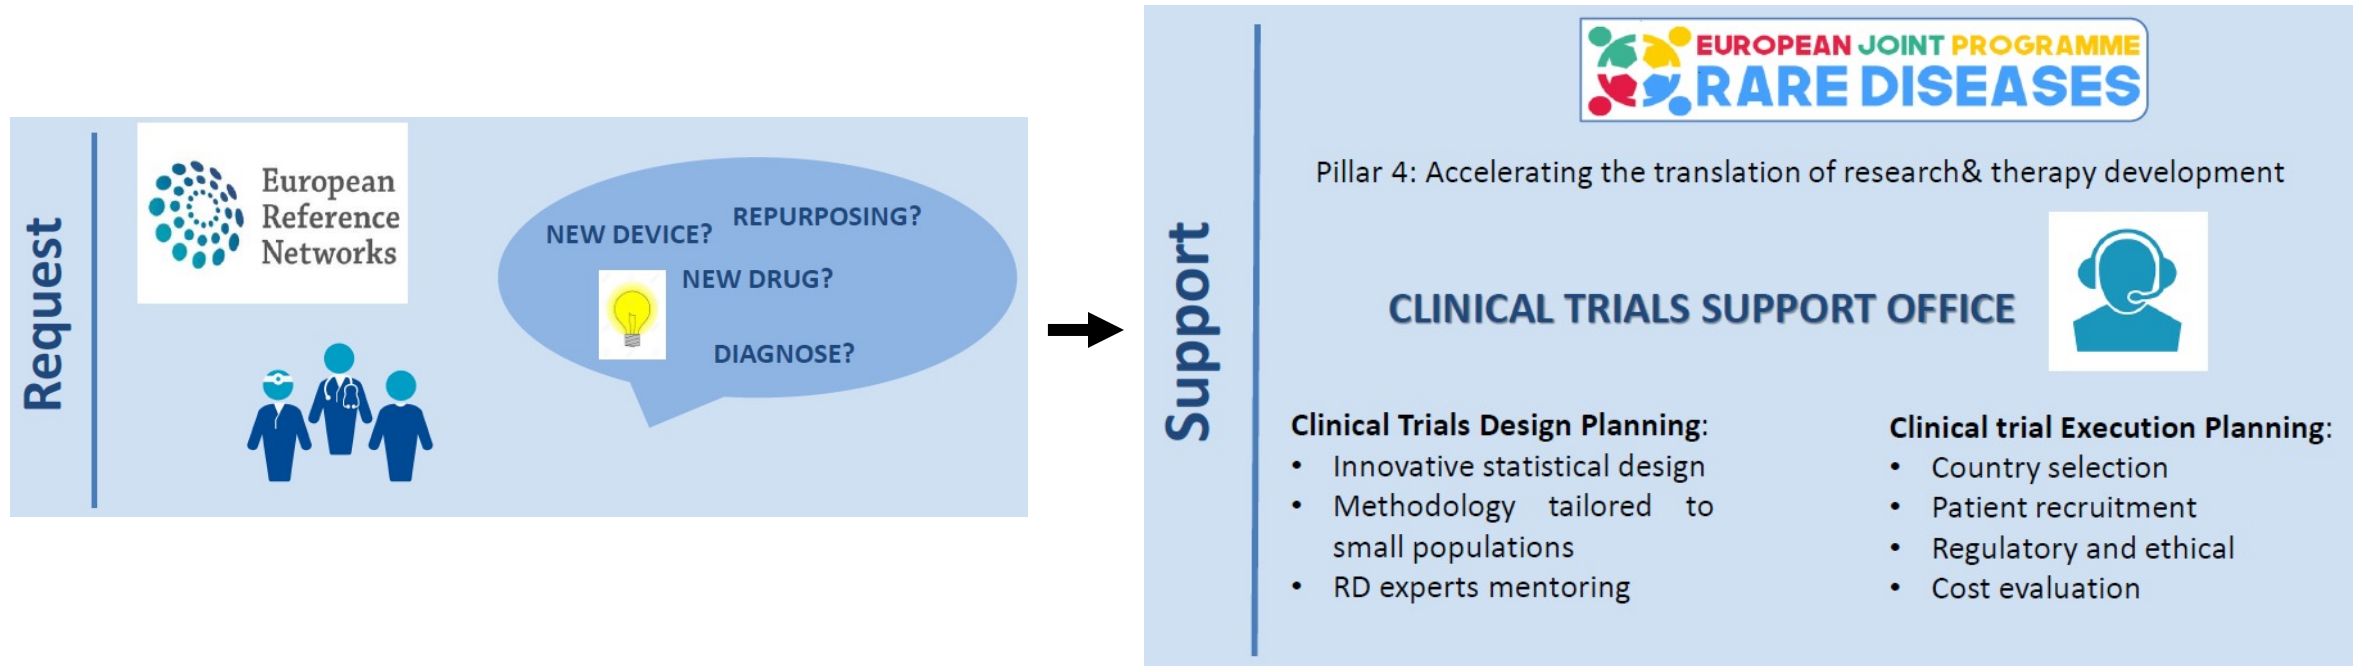 Request
European
Reference
Networks
NEW DEVICE?
REPURPOSING?
NEW DRUG?
DIAGNOSE?
Support
EUROPEAN JOINT PROGRAMME
RARE DISEASES
Pillar 4: Accelerating the translation of research& therapy development
CLINICAL TRIALS SUPPORT OFFICE
Clinical Trials Design Planning:
• Innovative statistical design
• Methodology tailored to
small populations
• RD experts mentoring
Clinical trial Execution Planning:
• Country selection
• Patient recruitment
• Regulatory and ethical
• Cost evaluation